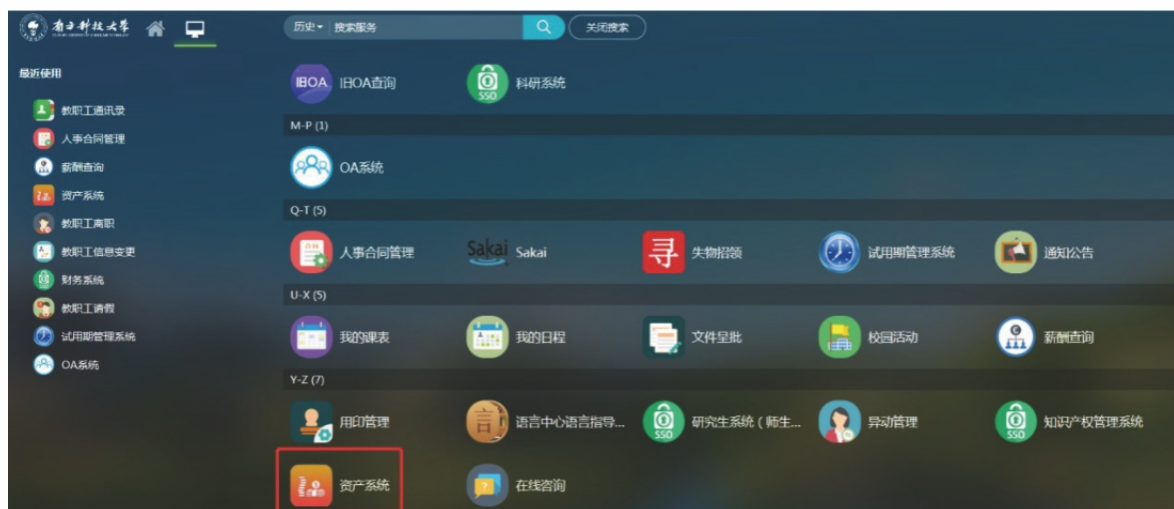 南方科技大学
历史 搜索服务 关闭搜索
最近使用
教职工通讯录
人事合同管理
薪酬查询
资产系统
教职工离职
教职工信息变更
财务系统
教职工请假
试用期管理系统
OA系统
IBOA IBOA查询 SSO 科研系统
M-P (1)
OA系统
Q-T (5)
人事合同管理 Sakai Sakai 寻 失物招领 试用期管理系统 通知公告
U-X (5)
我的课表 我的日程 文件呈批 校园活动 薪酬查询
Y-Z (7)
用印管理 言 语言中心语言指导... SSO 研究生系统（师生... 异动管理 SSO 知识产权管理系统
资产系统 在线咨询